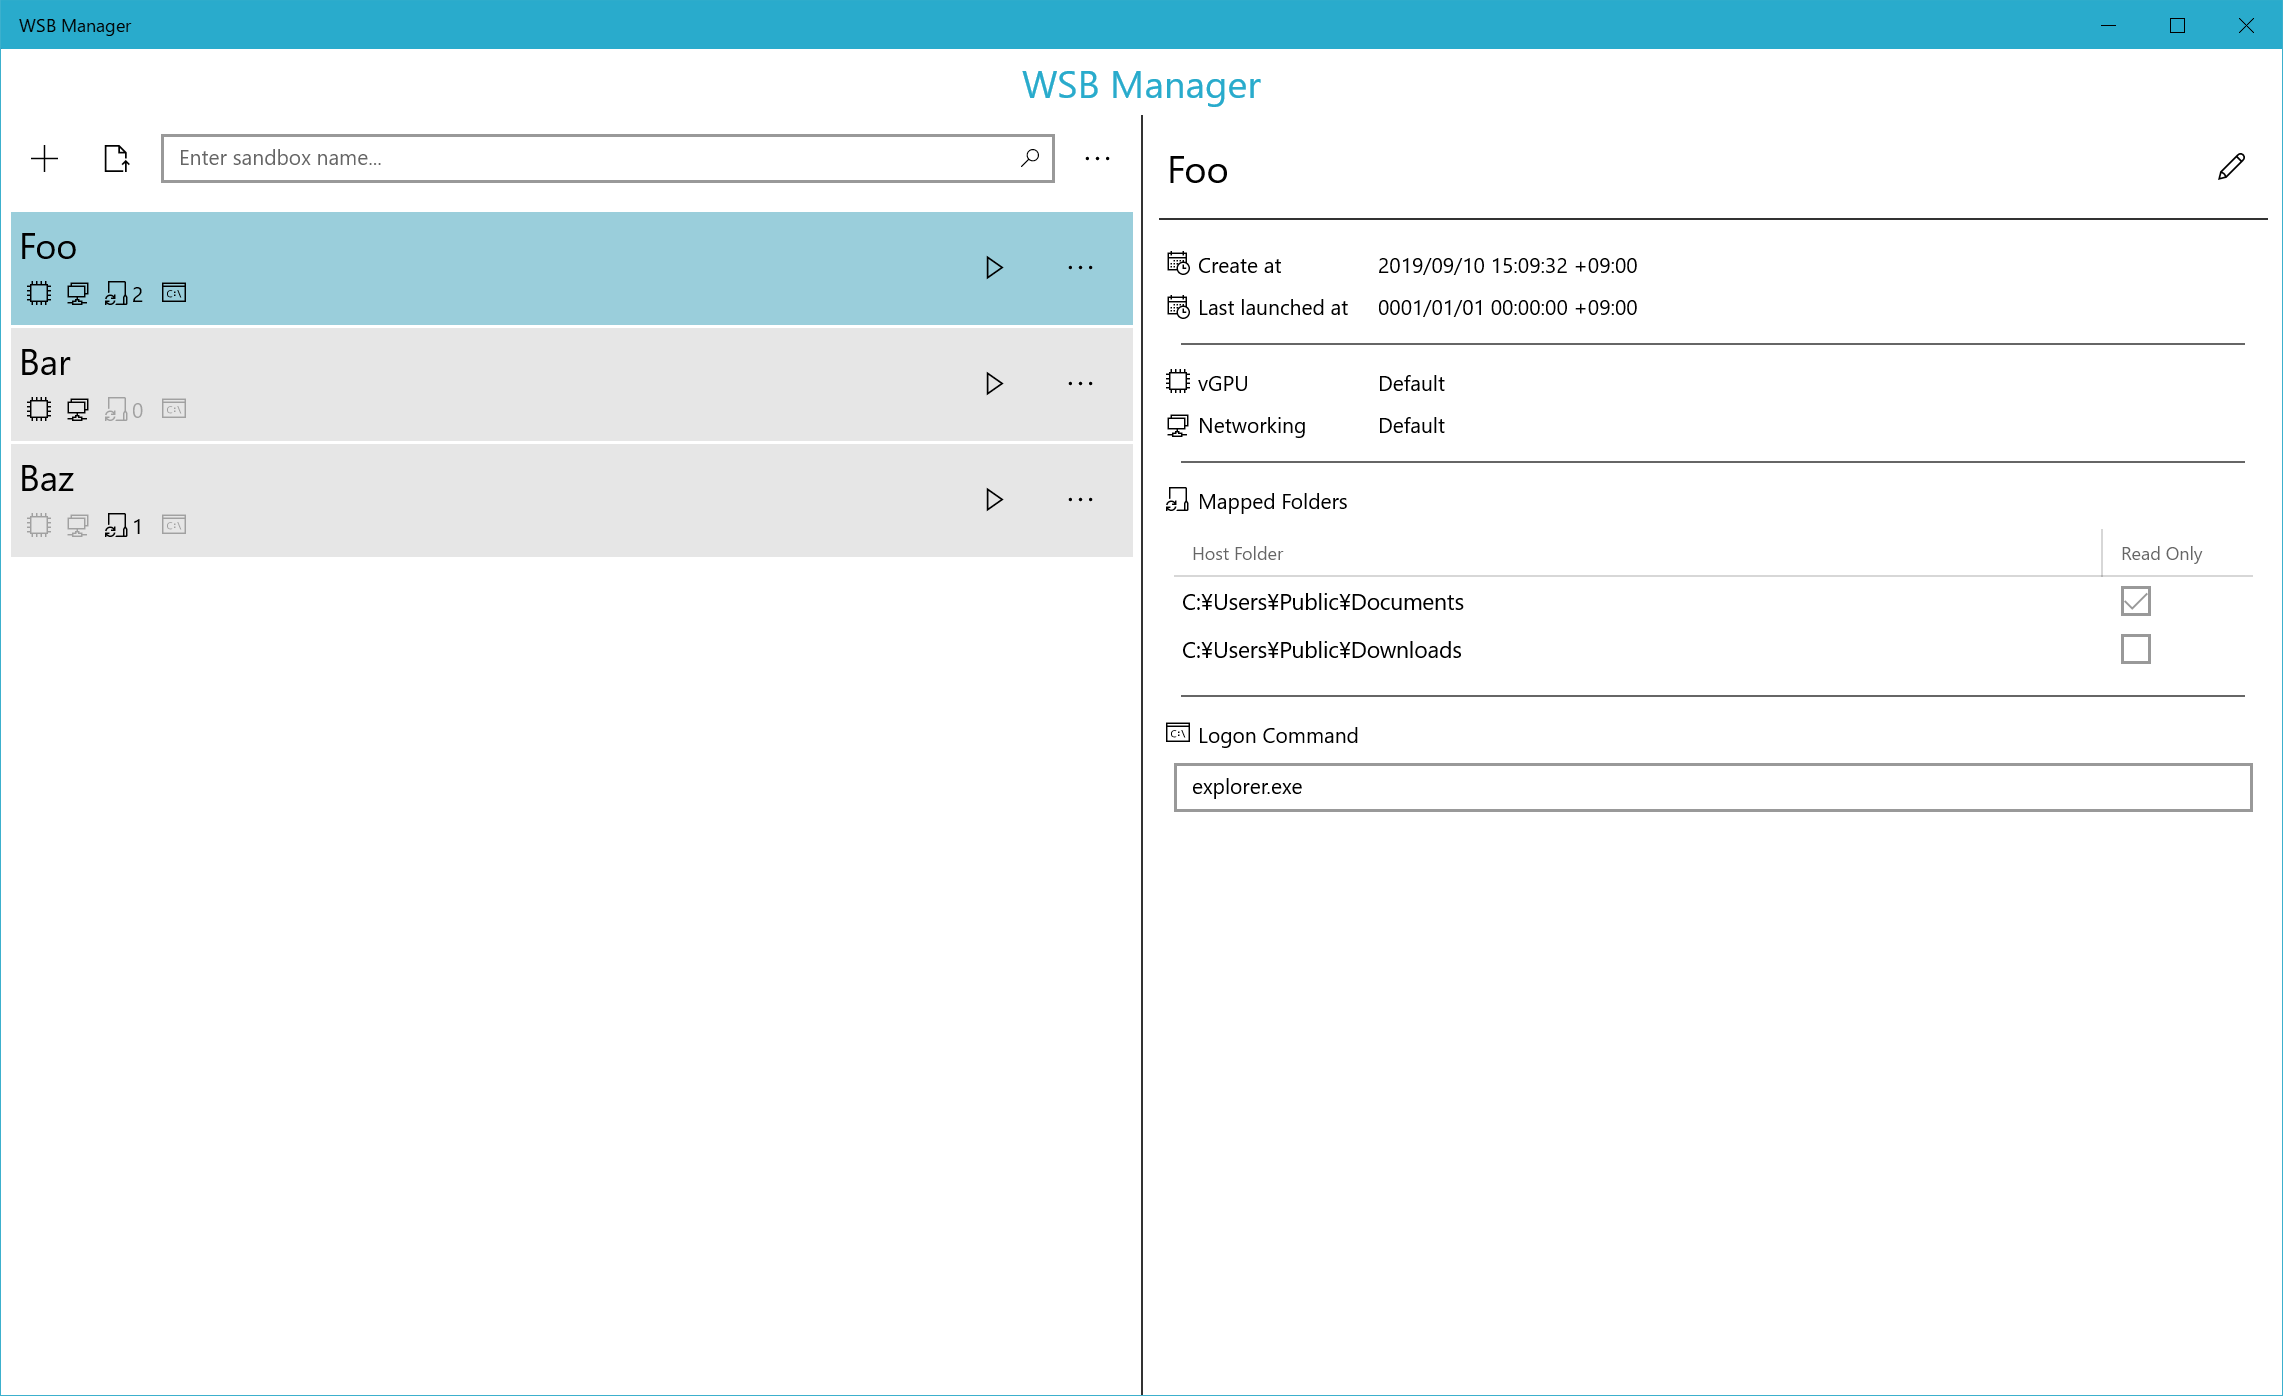 WSB Manager
WSB Manager
Enter sandbox name...
Foo
2 C:\
Bar
0 C:\
Baz
1 C:\
Foo
Create at 2019/09/10 15:09:32 +09:00
Last launched at 0001/01/01 00:00:00 +09:00
vGPU Default
Networking Default
Mapped Folders
Host Folder Read Only
C:¥Users¥Public¥Documents
C:¥Users¥Public¥Downloads
C:\ Logon Command
explorer.exe